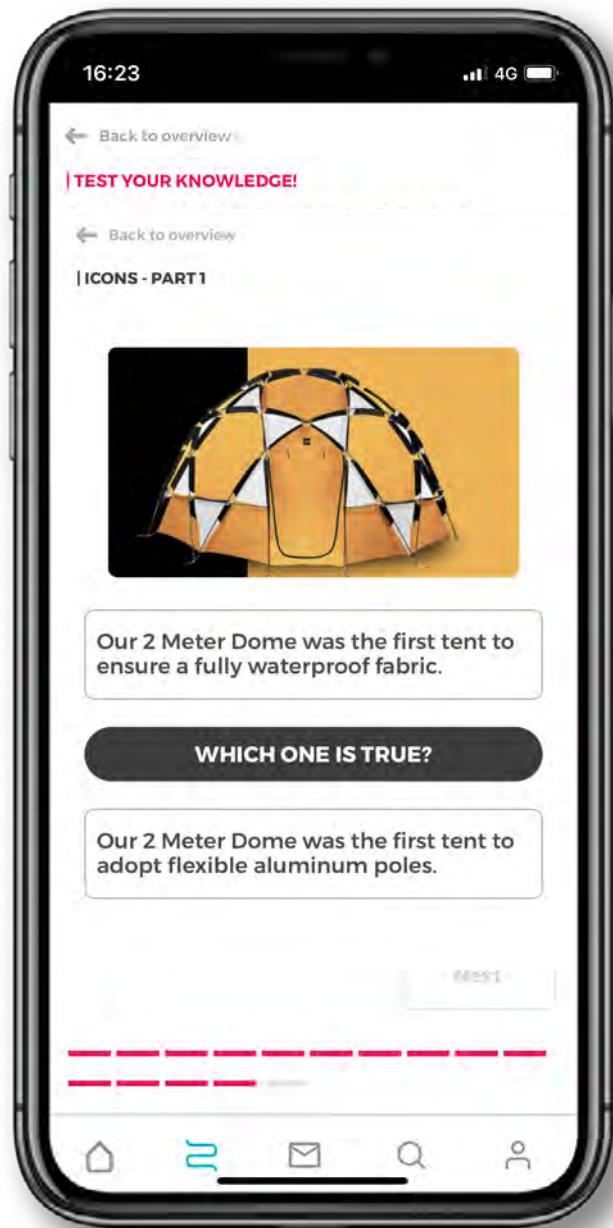 16:23
4G
Back to overview
TEST YOUR KNOWLEDGE!
Back to overview
ICONS - PART 1
Our 2 Meter Dome was the first tent to
ensure a fully waterproof fabric.
WHICH ONE IS TRUE?
Our 2 Meter Dome was the first tent to
adopt flexible aluminum poles.
Next